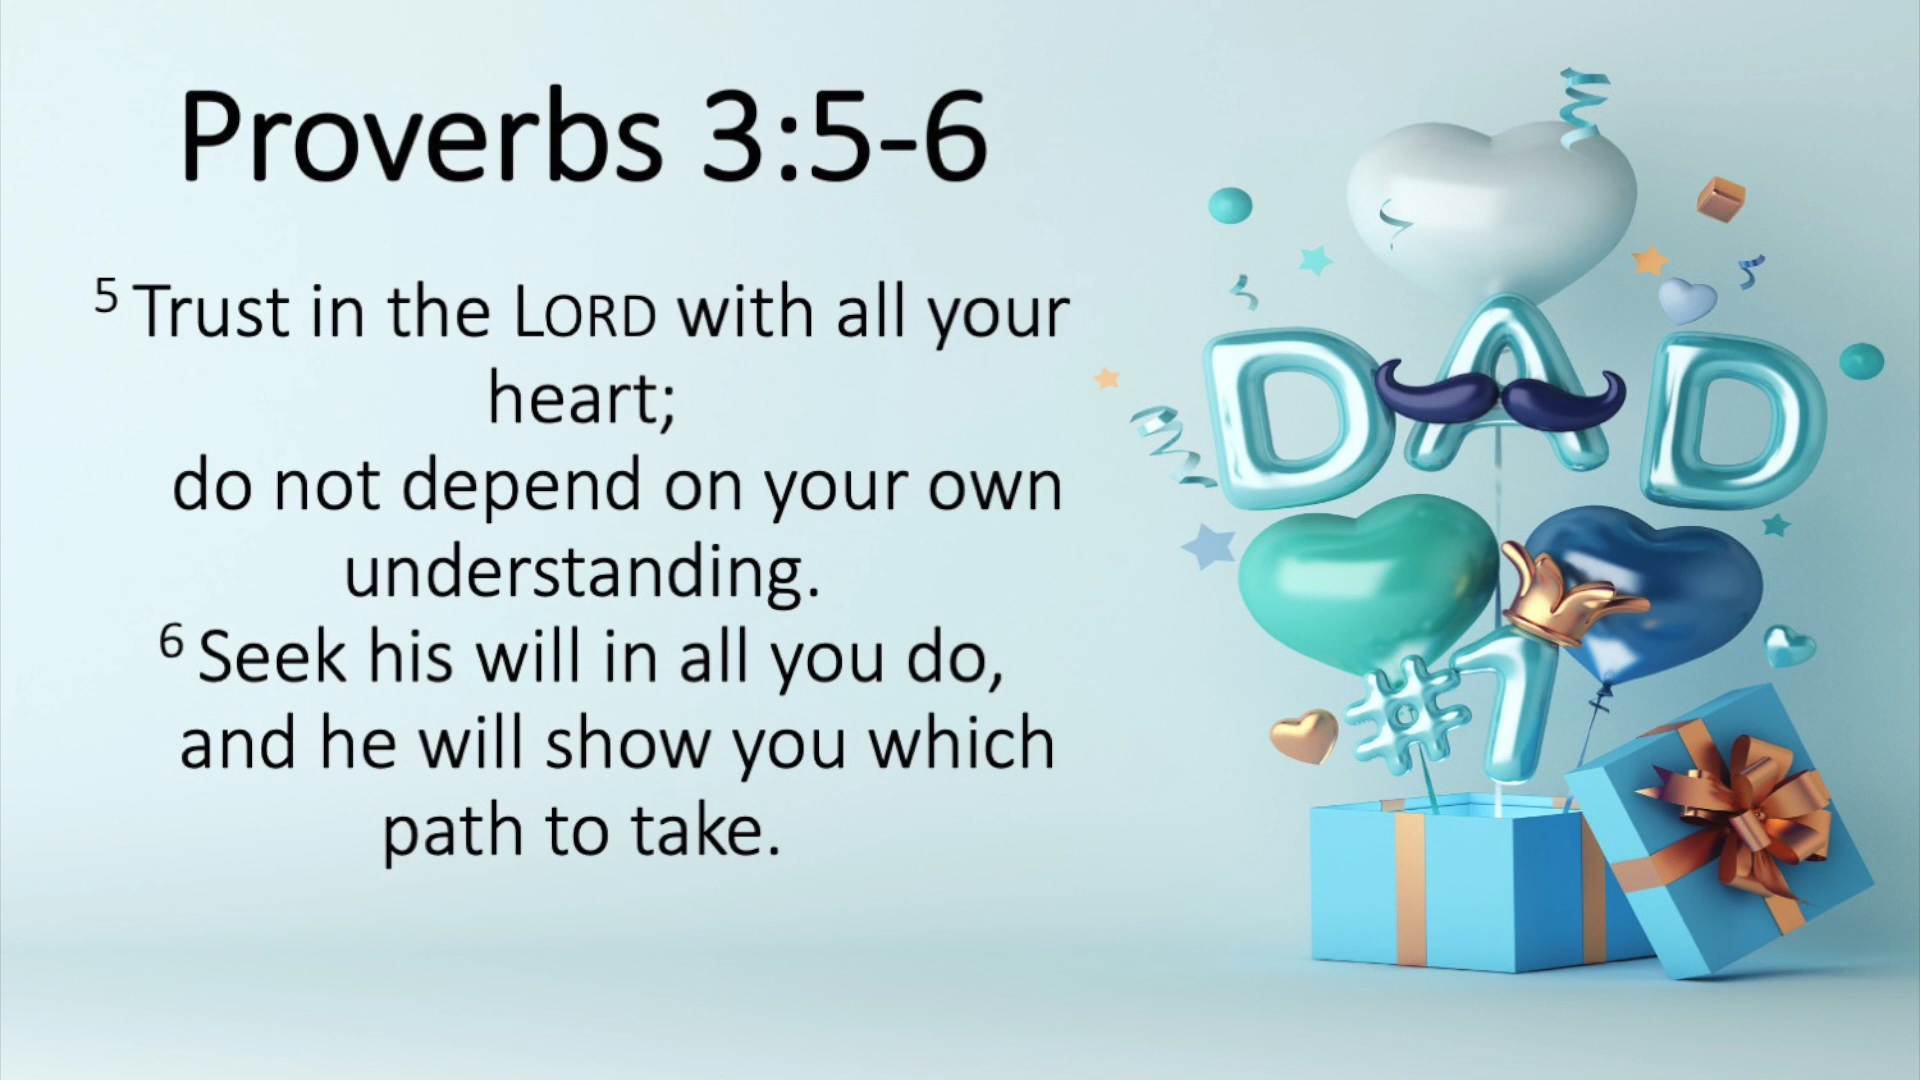 Proverbs 3:5-6
5 Trust in the LORD with all your
heart;
do not depend on your own
understanding.
6 Seek his will in all you do,
and he will show you which
path to take.
DAD
#1